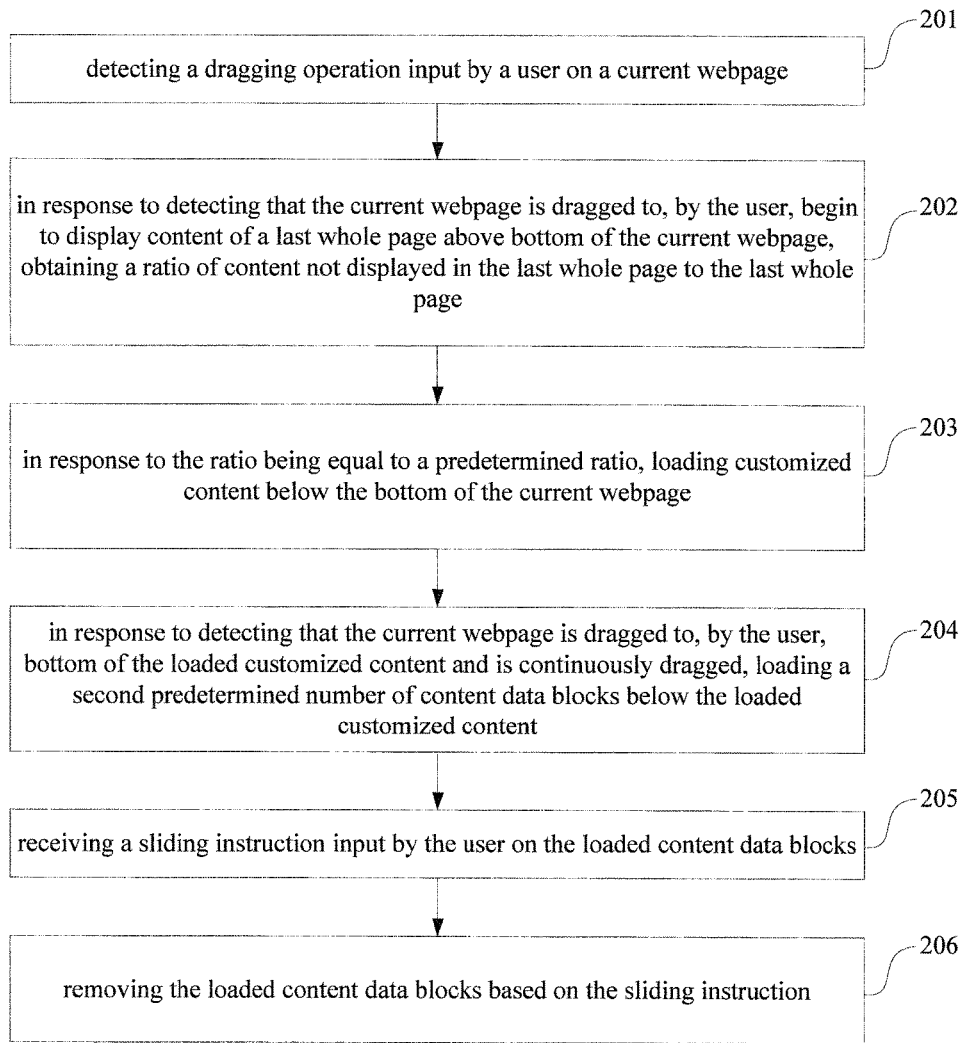 201
detecting a dragging operation input by a user on a current webpage
in response to detecting that the current webpage is dragged to, by the user, begin
to display content of a last whole page above bottom of the current webpage,
obtaining a ratio of content not displayed in the last whole page to the last whole
page
202
in response to the ratio being equal to a predetermined ratio, loading customized
content below the bottom of the current webpage
203
in response to detecting that the current webpage is dragged to, by the user,
bottom of the loaded customized content and is continuously dragged, loading a
second predetermined number of content data blocks below the loaded
customized content
204
receiving a sliding instruction input by the user on the loaded content data blocks
205
removing the loaded content data blocks based on the sliding instruction
206